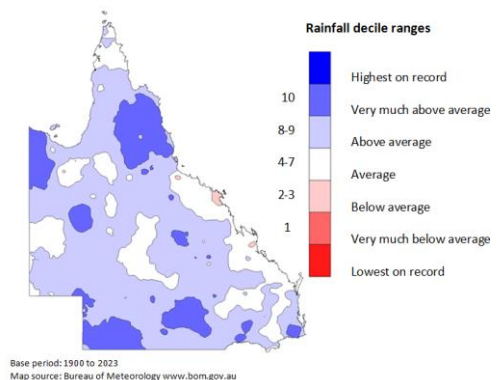 Rainfall decile ranges
Highest on record
10
Very much above average
8-9
Above average
4-7
Average
2-3
Below average
1
Very much below average
Lowest on record
Base period: 1900 to 2023
Map source: Bureau of Meteorology www.bom.gov.au